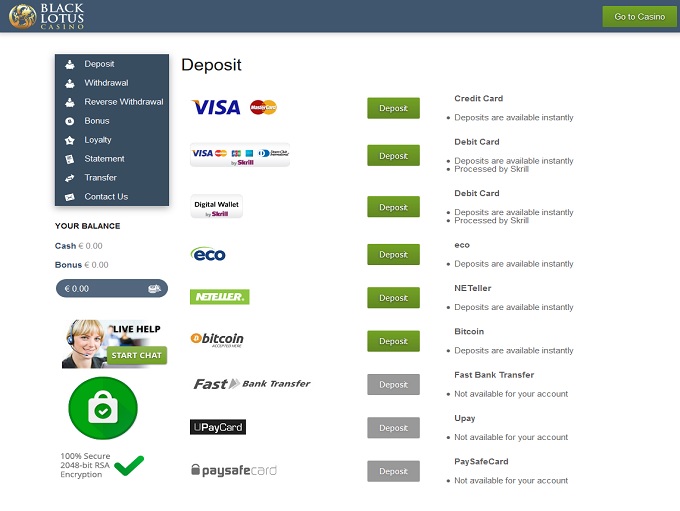 BLACK
LOTUS
CASINO
Go to Casino
Deposit
Withdrawal
Reverse Withdrawal
Bonus
Loyalty
Statement
Transfer
Contact Us
YOUR BALANCE
Cash € 0.00
Bonus € 0.00
€ 0.00
LIVE HELP
START CHAT
100% Secure
2048-bit RSA
Encryption
Deposit
VISA MasterCard
Deposit
Credit Card
Deposits are available instantly
VISA
by Skrill
Deposit
Debit Card
Deposits are available instantly
Processed by Skrill
Digital Wallet
by Skrill
Deposit
Debit Card
Deposits are available instantly
Processed by Skrill
eco
Deposit
eco
Deposits are available instantly
NETELLER.
Deposit
NETeller
Deposits are available instantly
bitcoin
ACCEPTED HERE
Deposit
Bitcoin
Deposits are available instantly
Fast Bank Transfer
Deposit
Fast Bank Transfer
Not available for your account
UPayCard
Deposit
Upay
Not available for your account
paysafecard
Deposit
PaySafeCard
Not available for your account